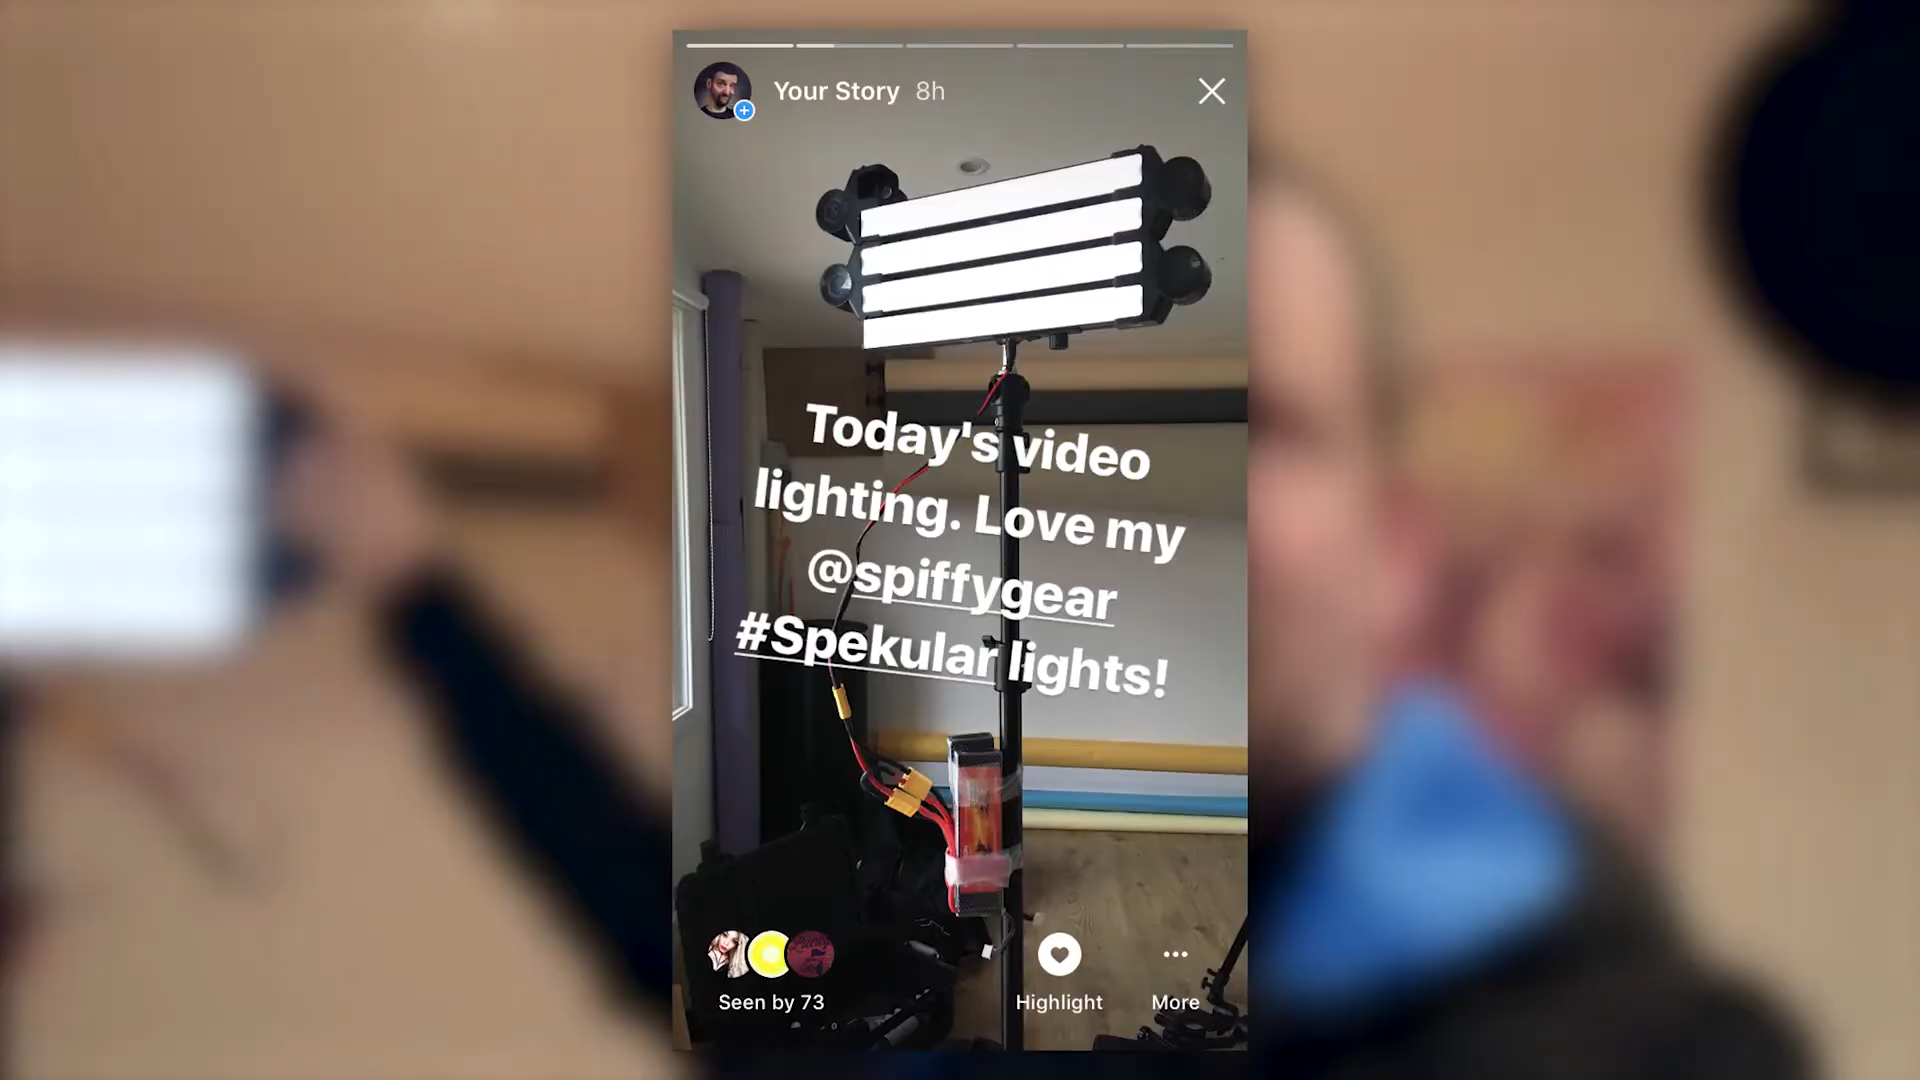 Your Story 8h
Today's video
lighting. Love my
@spiffygear
#Spekular lights!
Seen by 73
Highlight
More